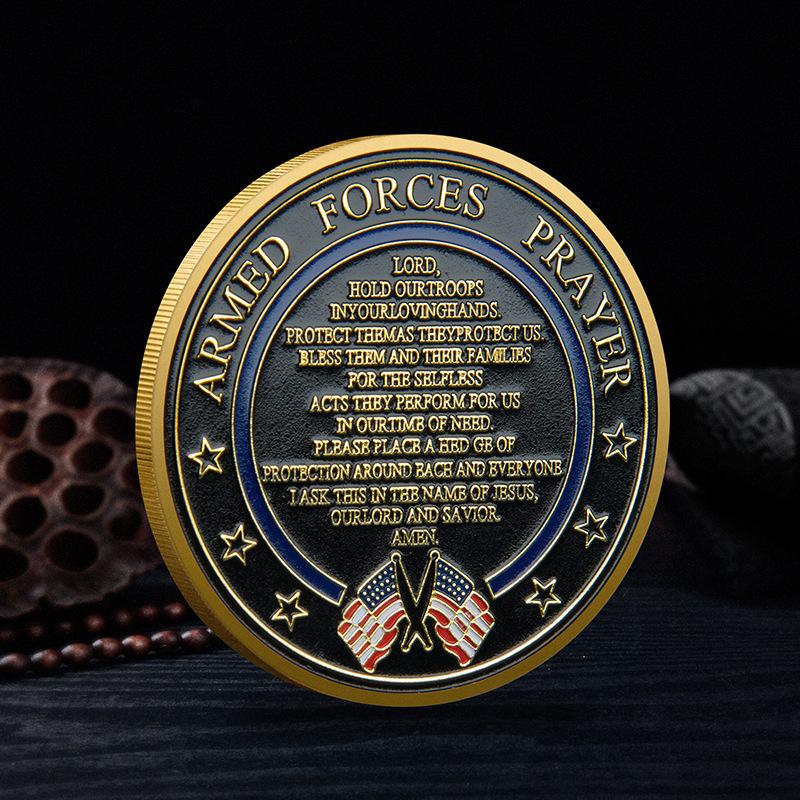 ARMED FORCES PRAYER
LORD,
HOLD OURTROOPS
INYOURLOVINGHANDS.
PROTECT THEMAS THEYPROTECT US.
BLESS THEM AND THEIR FAMILIES
FOR THE SELFLESS
ACTS THEY PERFORM FOR US
IN OURTIME OF NEED.
PLEASE PLACE A HED GE OF
PROTECTION AROUND EACH AND EVERYONE
I ASK THIS IN THE NAME OF JESUS,
OURLORD AND SAVIOR.
AMEN.